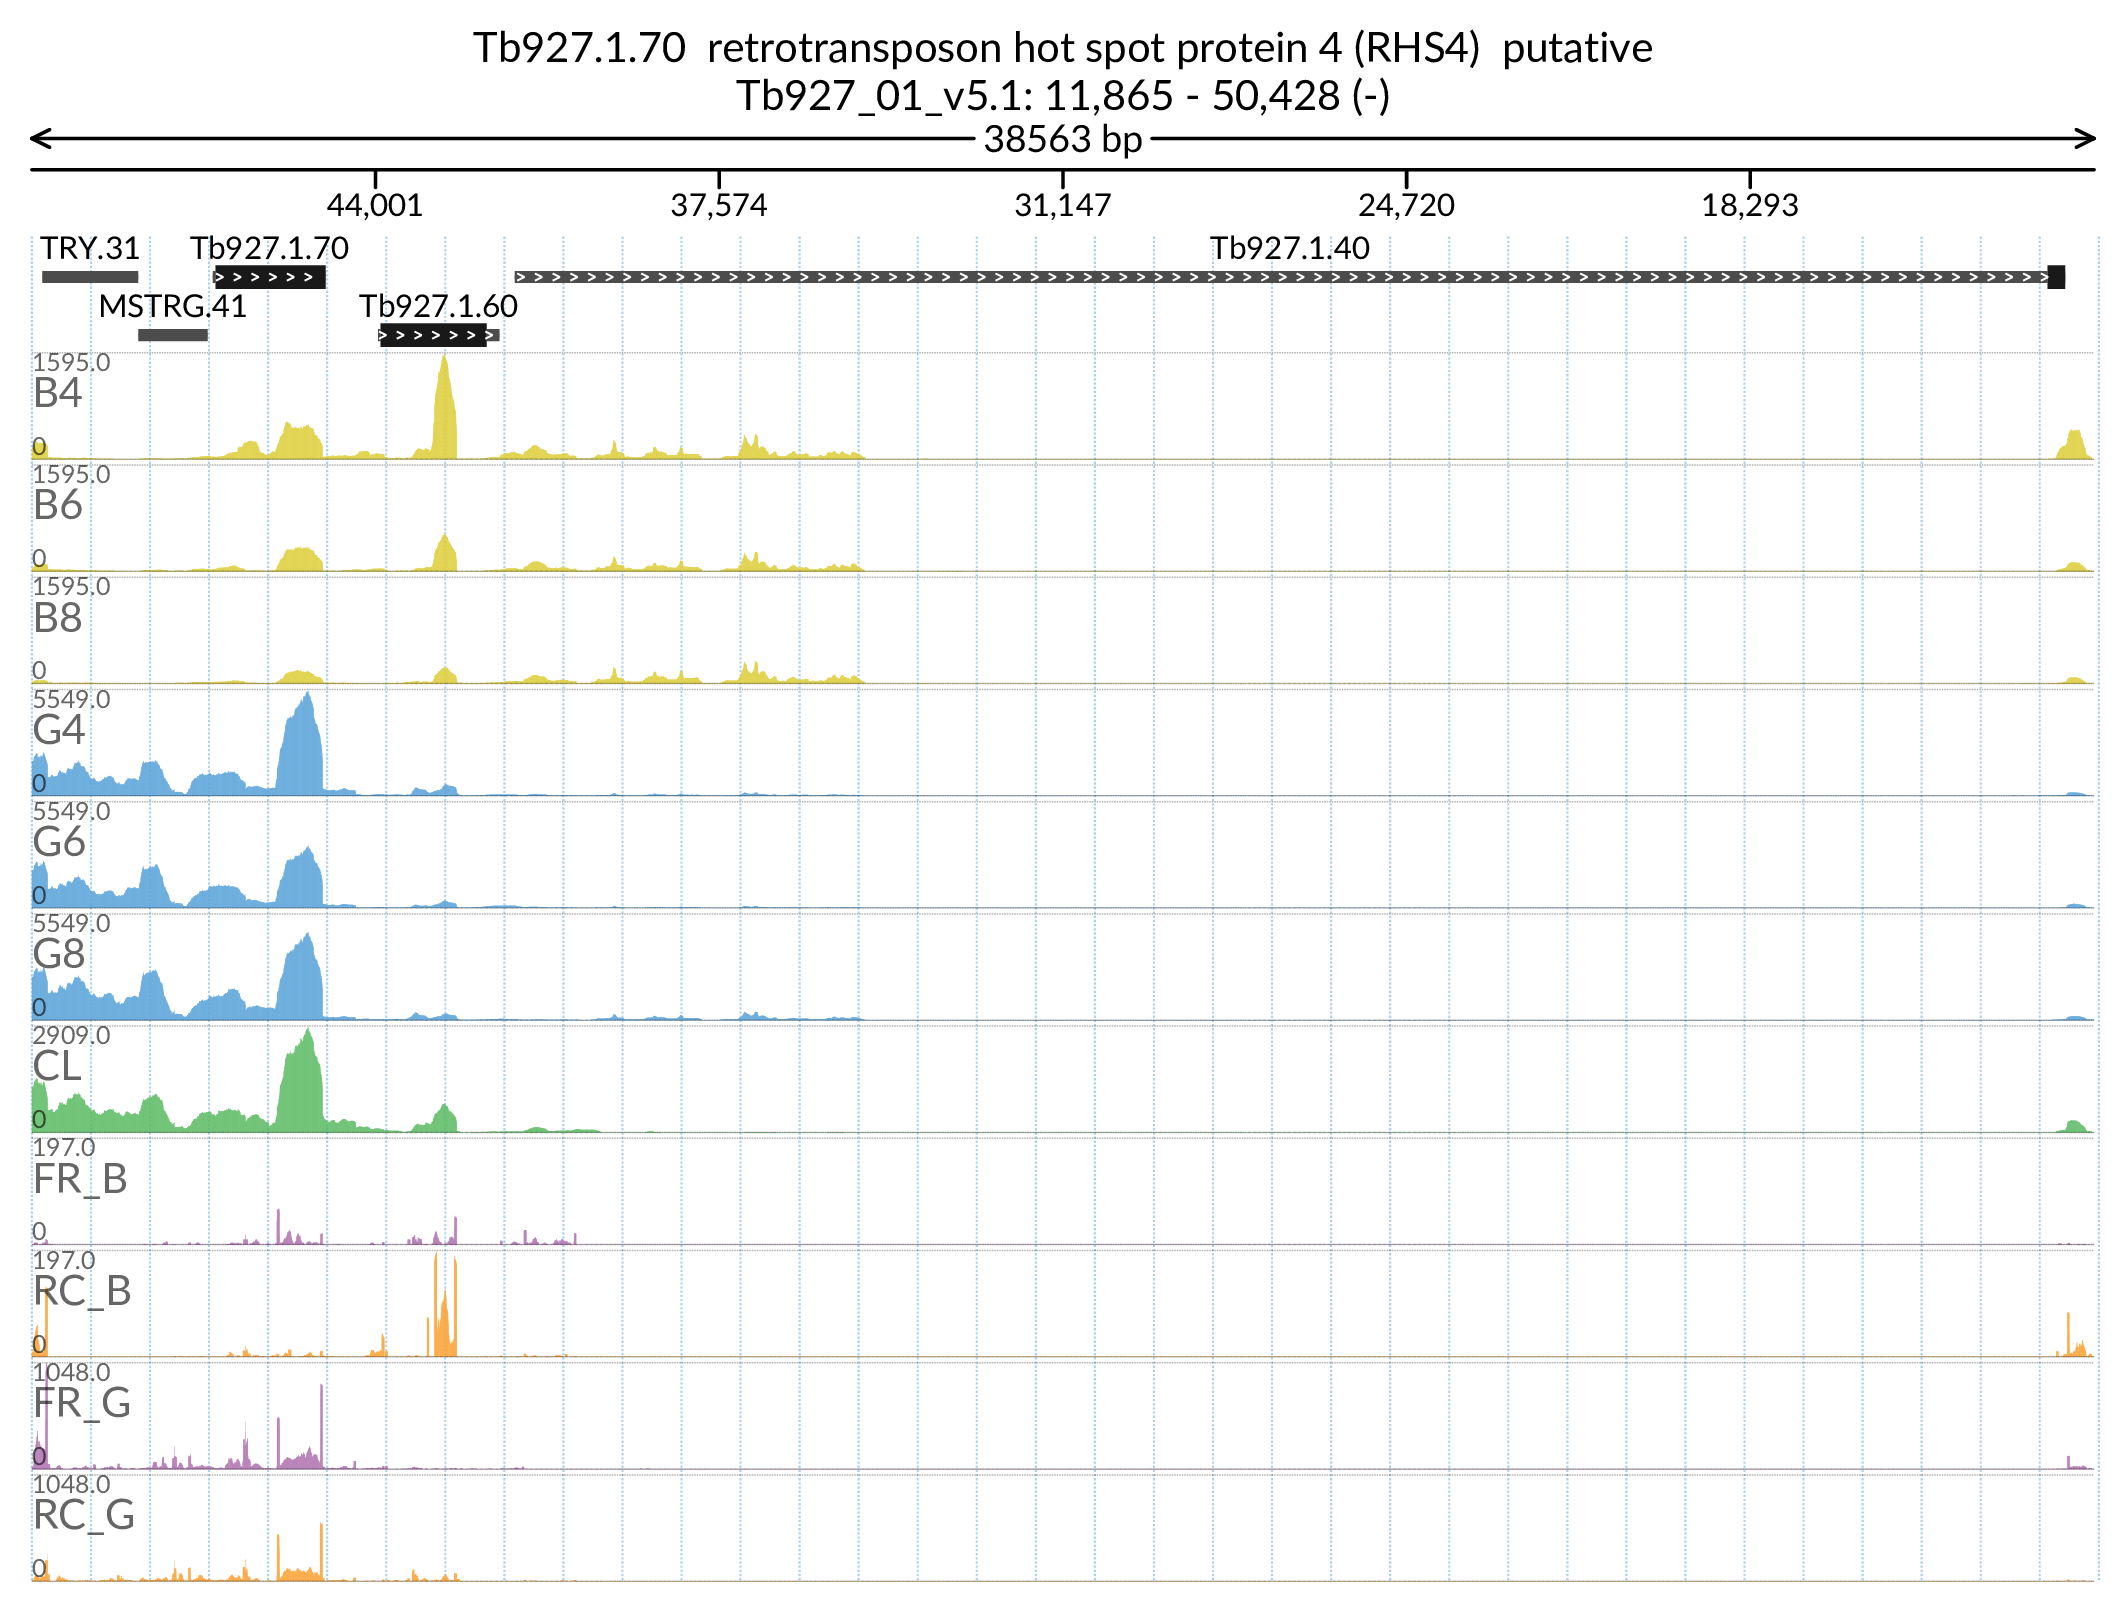 Tb927.1.70  retrotransposon hot spot protein 4 (RHS4)  putative
Tb927_01_v5.1: 11,865 - 50,428 (-)
38563 bp
44,001 37,574 31,147 24,720 18,293
TRY.31 Tb927.1.70 Tb927.1.40
MSTRG.41 Tb927.1.60
1595.0
B4
0
1595.0
B6
0
1595.0
B8
0
5549.0
G4
0
5549.0
G6
0
5549.0
G8
0
2909.0
CL
0
197.0
FR_B
0
197.0
RC_B
0
1048.0
FR_G
0
1048.0
RC_G
0